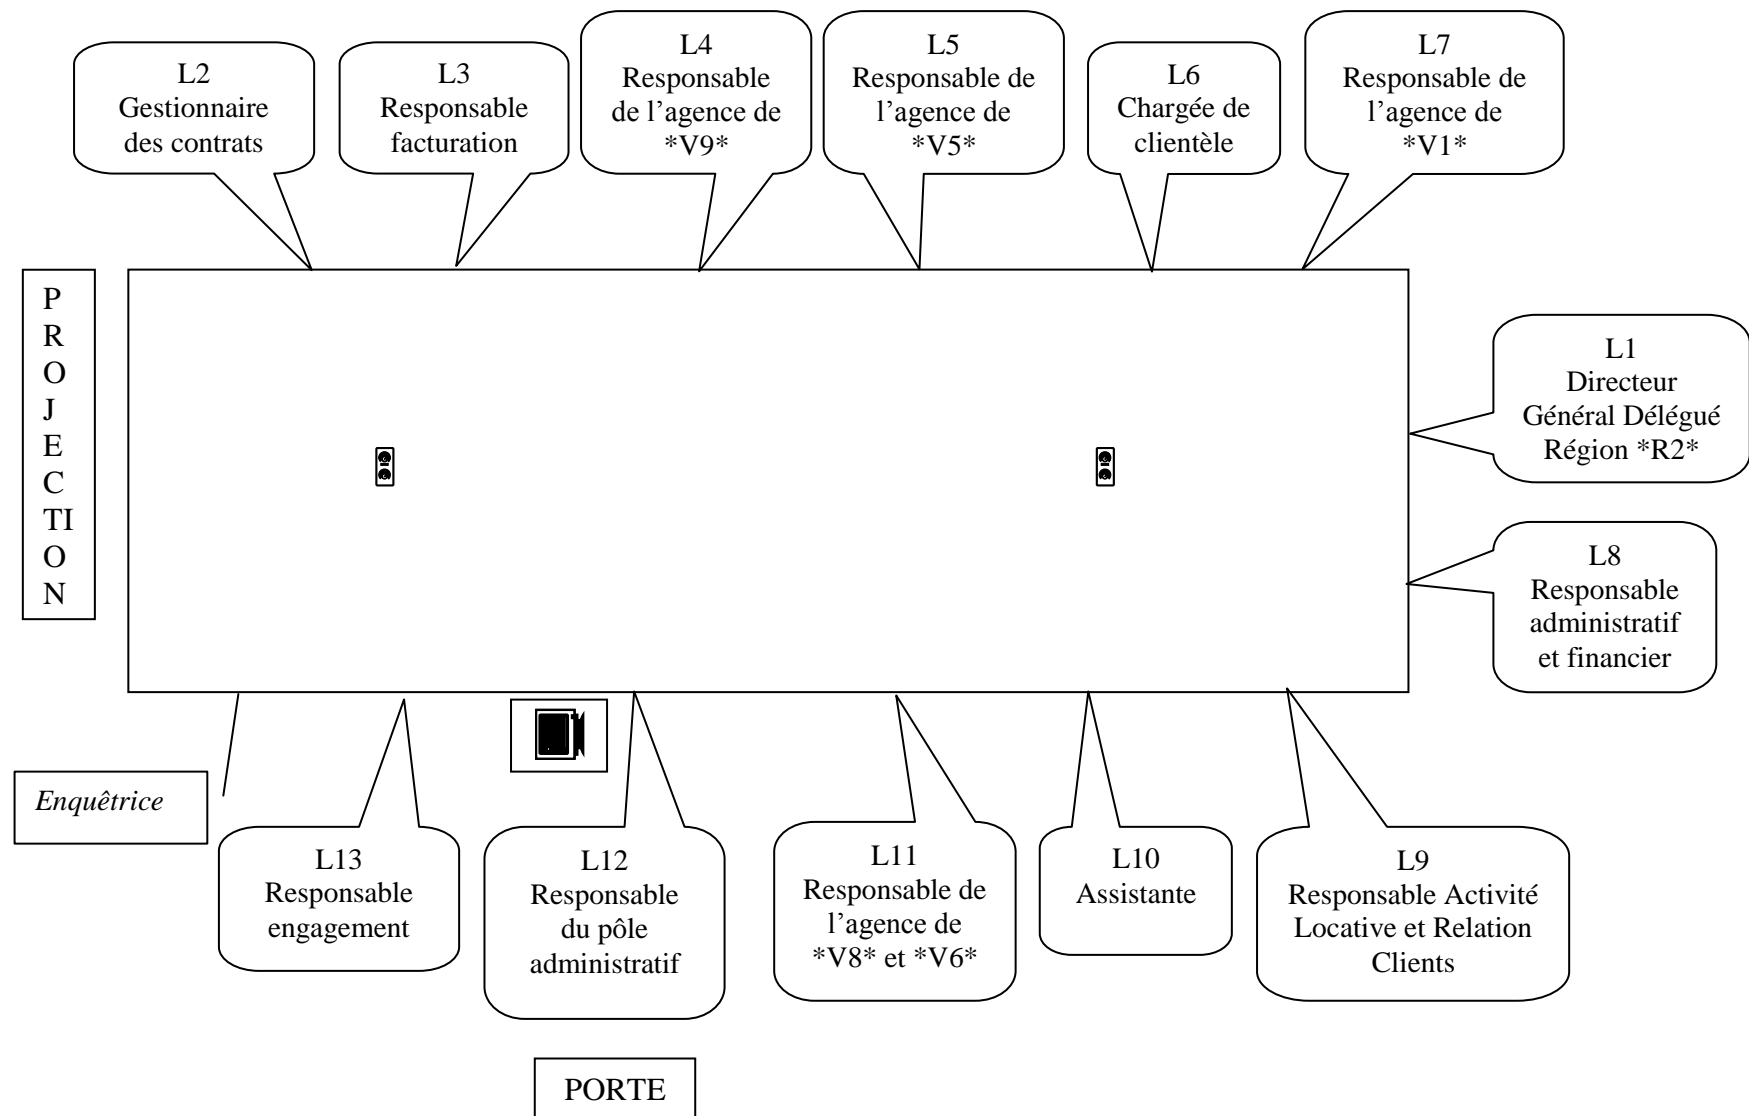 L2
Gestionnaire
des contrats
L3
Responsable
facturation
L4
Responsable
de l’agence de
*V9*
L5
Responsable de
l’agence de
*V5*
L6
Chargée de
clientèle
L7
Responsable de
l’agence de
*V1*
P
R
O
J
E
C
TI
O
N
L1
Directeur
Général Délégué
Région *R2*
L8
Responsable
administratif
et financier
Enquêtrice
L13
Responsable
engagement
L12
Responsable
du pôle
administratif
L11
Responsable de
l’agence de
*V8* et *V6*
L10
Assistante
L9
Responsable Activité
Locative et Relation
Clients
PORTE